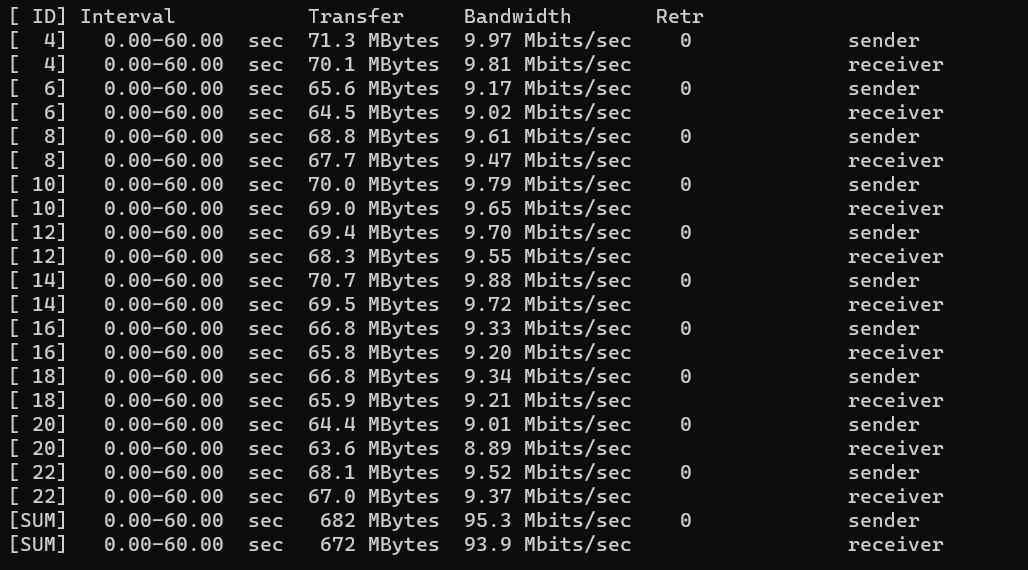 [ ID] Interval           Transfer     Bandwidth       Retr
[  4]   0.00-60.00  sec  71.3 MBytes  9.97 Mbits/sec    0             sender
[  4]   0.00-60.00  sec  70.1 MBytes  9.81 Mbits/sec                  receiver
[  6]   0.00-60.00  sec  65.6 MBytes  9.17 Mbits/sec    0             sender
[  6]   0.00-60.00  sec  64.5 MBytes  9.02 Mbits/sec                  receiver
[  8]   0.00-60.00  sec  68.8 MBytes  9.61 Mbits/sec    0             sender
[  8]   0.00-60.00  sec  67.7 MBytes  9.47 Mbits/sec                  receiver
[ 10]   0.00-60.00  sec  70.0 MBytes  9.79 Mbits/sec    0             sender
[ 10]   0.00-60.00  sec  69.0 MBytes  9.65 Mbits/sec                  receiver
[ 12]   0.00-60.00  sec  69.4 MBytes  9.70 Mbits/sec    0             sender
[ 12]   0.00-60.00  sec  68.3 MBytes  9.55 Mbits/sec                  receiver
[ 14]   0.00-60.00  sec  70.7 MBytes  9.88 Mbits/sec    0             sender
[ 14]   0.00-60.00  sec  69.5 MBytes  9.72 Mbits/sec                  receiver
[ 16]   0.00-60.00  sec  66.8 MBytes  9.33 Mbits/sec    0             sender
[ 16]   0.00-60.00  sec  65.8 MBytes  9.20 Mbits/sec                  receiver
[ 18]   0.00-60.00  sec  66.8 MBytes  9.34 Mbits/sec    0             sender
[ 18]   0.00-60.00  sec  65.9 MBytes  9.21 Mbits/sec                  receiver
[ 20]   0.00-60.00  sec  64.4 MBytes  9.01 Mbits/sec    0             sender
[ 20]   0.00-60.00  sec  63.6 MBytes  8.89 Mbits/sec                  receiver
[ 22]   0.00-60.00  sec  68.1 MBytes  9.52 Mbits/sec    0             sender
[ 22]   0.00-60.00  sec  67.0 MBytes  9.37 Mbits/sec                  receiver
[SUM]   0.00-60.00  sec   682 MBytes  95.3 Mbits/sec    0             sender
[SUM]   0.00-60.00  sec   672 MBytes  93.9 Mbits/sec                  receiver